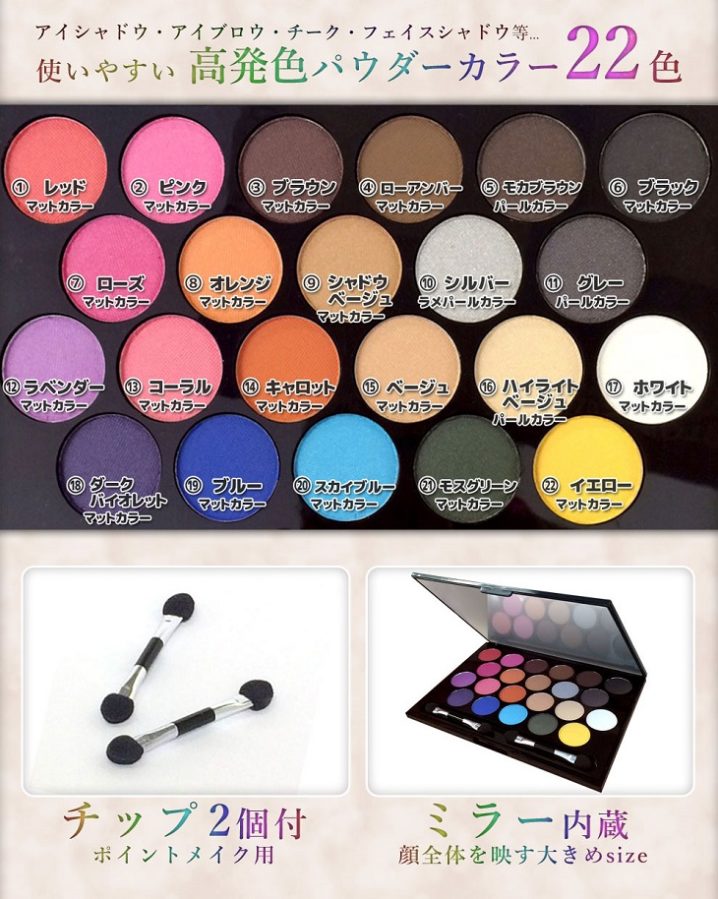 アイシャドウ・アイブロウ・チーク・フェイスシャドウ等...
使いやすい 高発色パウダーカラー22色
① レッド
マットカラー
② ピンク
マットカラー
③ ブラウン
マットカラー
④ ローアンバー
マットカラー
⑤ モカブラウン
パールカラー
⑥ ブラック
マットカラー
⑦ ローズ
マットカラー
⑧ オレンジ
マットカラー
⑨ シャドウ
ベージュ
マットカラー
⑩ シルバー
ラメパールカラー
⑪ グレー
パールカラー
⑫ ラベンダー
マットカラー
⑬ コーラル
マットカラー
⑭ キャロット
マットカラー
⑮ ベージュ
マットカラー
⑯ ハイライト
ベージュ
パールカラー
⑰ ホワイト
マットカラー
⑱ ダーク
バイオレット
マットカラー
⑲ ブルー
マットカラー
⑳ スカイブルー
マットカラー
㉑ モスグリーン
マットカラー
㉒ イエロー
マットカラー
チップ2個付
ポイントメイク用
ミラー内蔵
顔全体を映す大きめsize